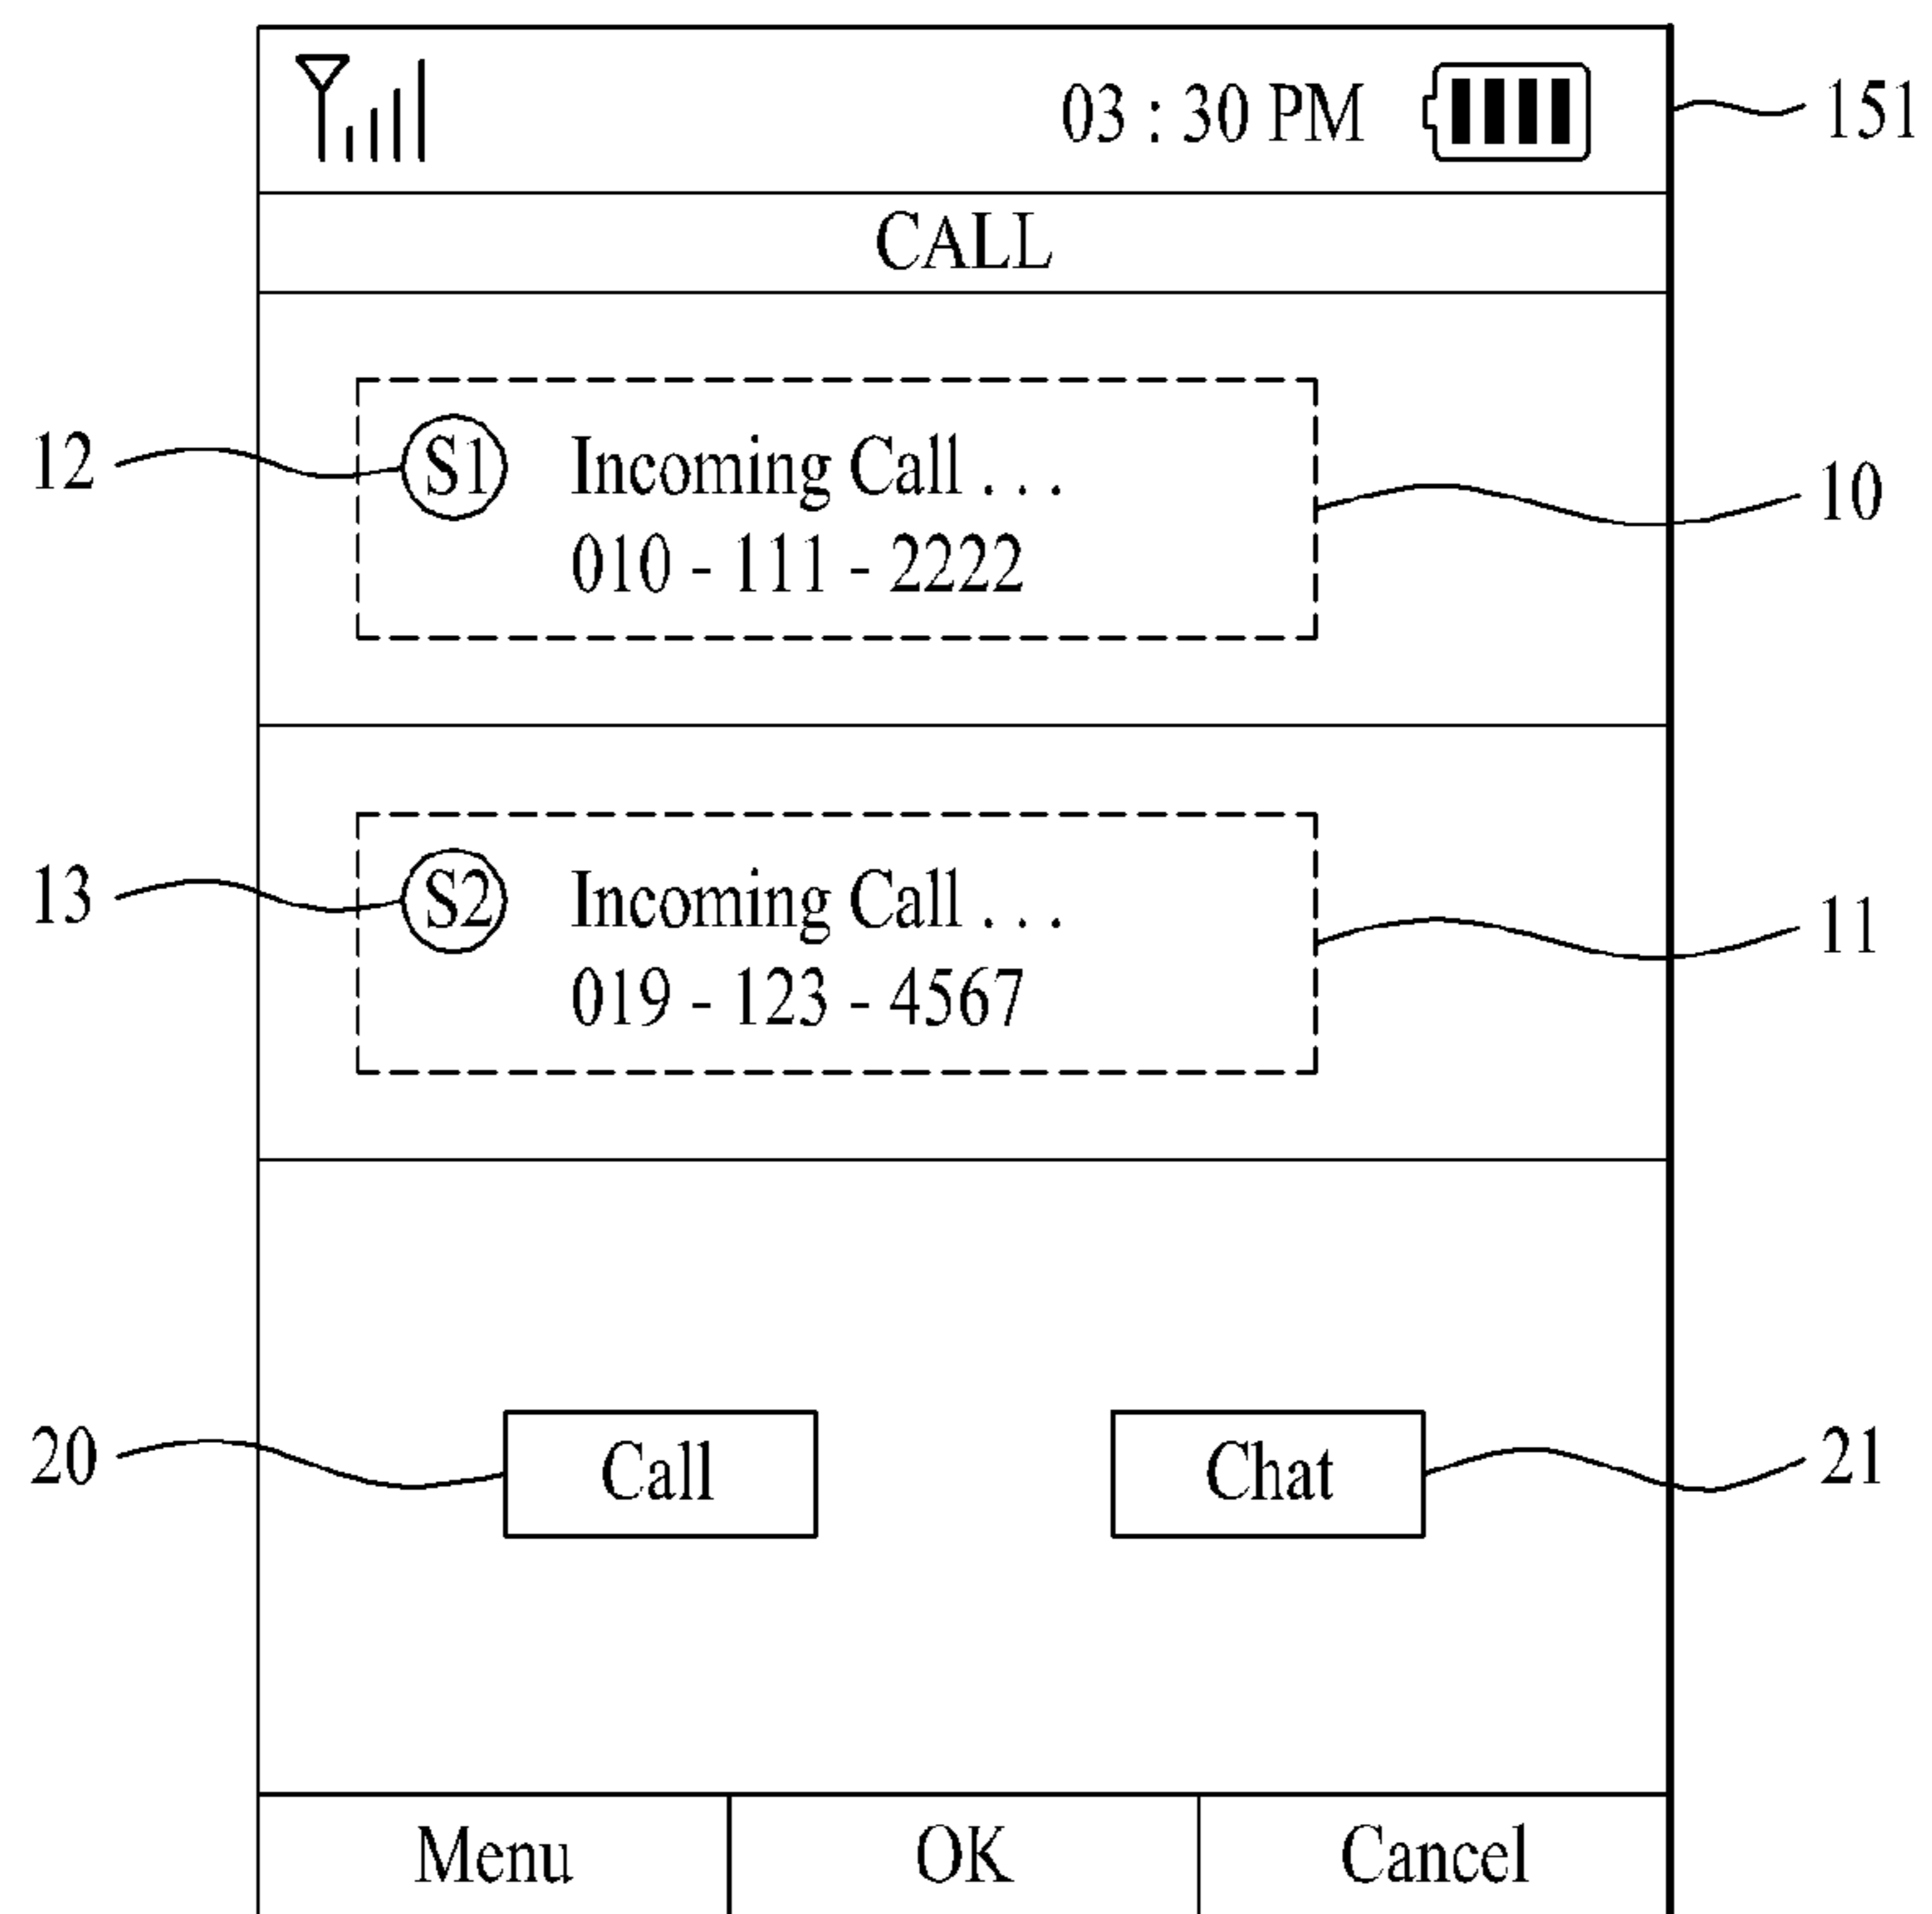 03 : 30 PM
151
CALL
12
S1 Incoming Call . . .
10
010 - 111 - 2222
13
S2 Incoming Call . . .
11
019 - 123 - 4567
20
Call
Chat
21
Menu
OK
Cancel